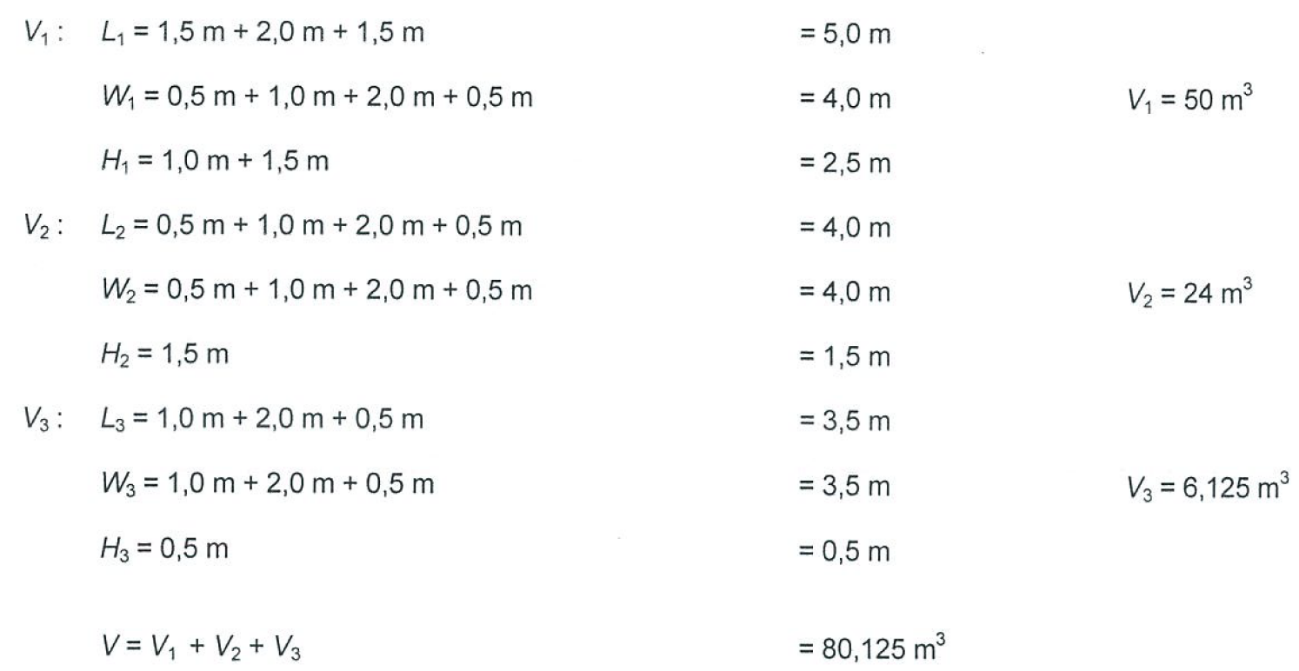 V₁ : L₁ = 1,5 m + 2,0 m + 1,5 m = 5,0 m
W₁ = 0,5 m + 1,0 m + 2,0 m + 0,5 m = 4,0 m V₁ = 50 m³
H₁ = 1,0 m + 1,5 m = 2,5 m
V₂ : L₂ = 0,5 m + 1,0 m + 2,0 m + 0,5 m = 4,0 m
W₂ = 0,5 m + 1,0 m + 2,0 m + 0,5 m = 4,0 m V₂ = 24 m³
H₂ = 1,5 m = 1,5 m
V₃ : L₃ = 1,0 m + 2,0 m + 0,5 m = 3,5 m
W₃ = 1,0 m + 2,0 m + 0,5 m = 3,5 m V₃ = 6,125 m³
H₃ = 0,5 m = 0,5 m
V = V₁ + V₂ + V₃ = 80,125 m³